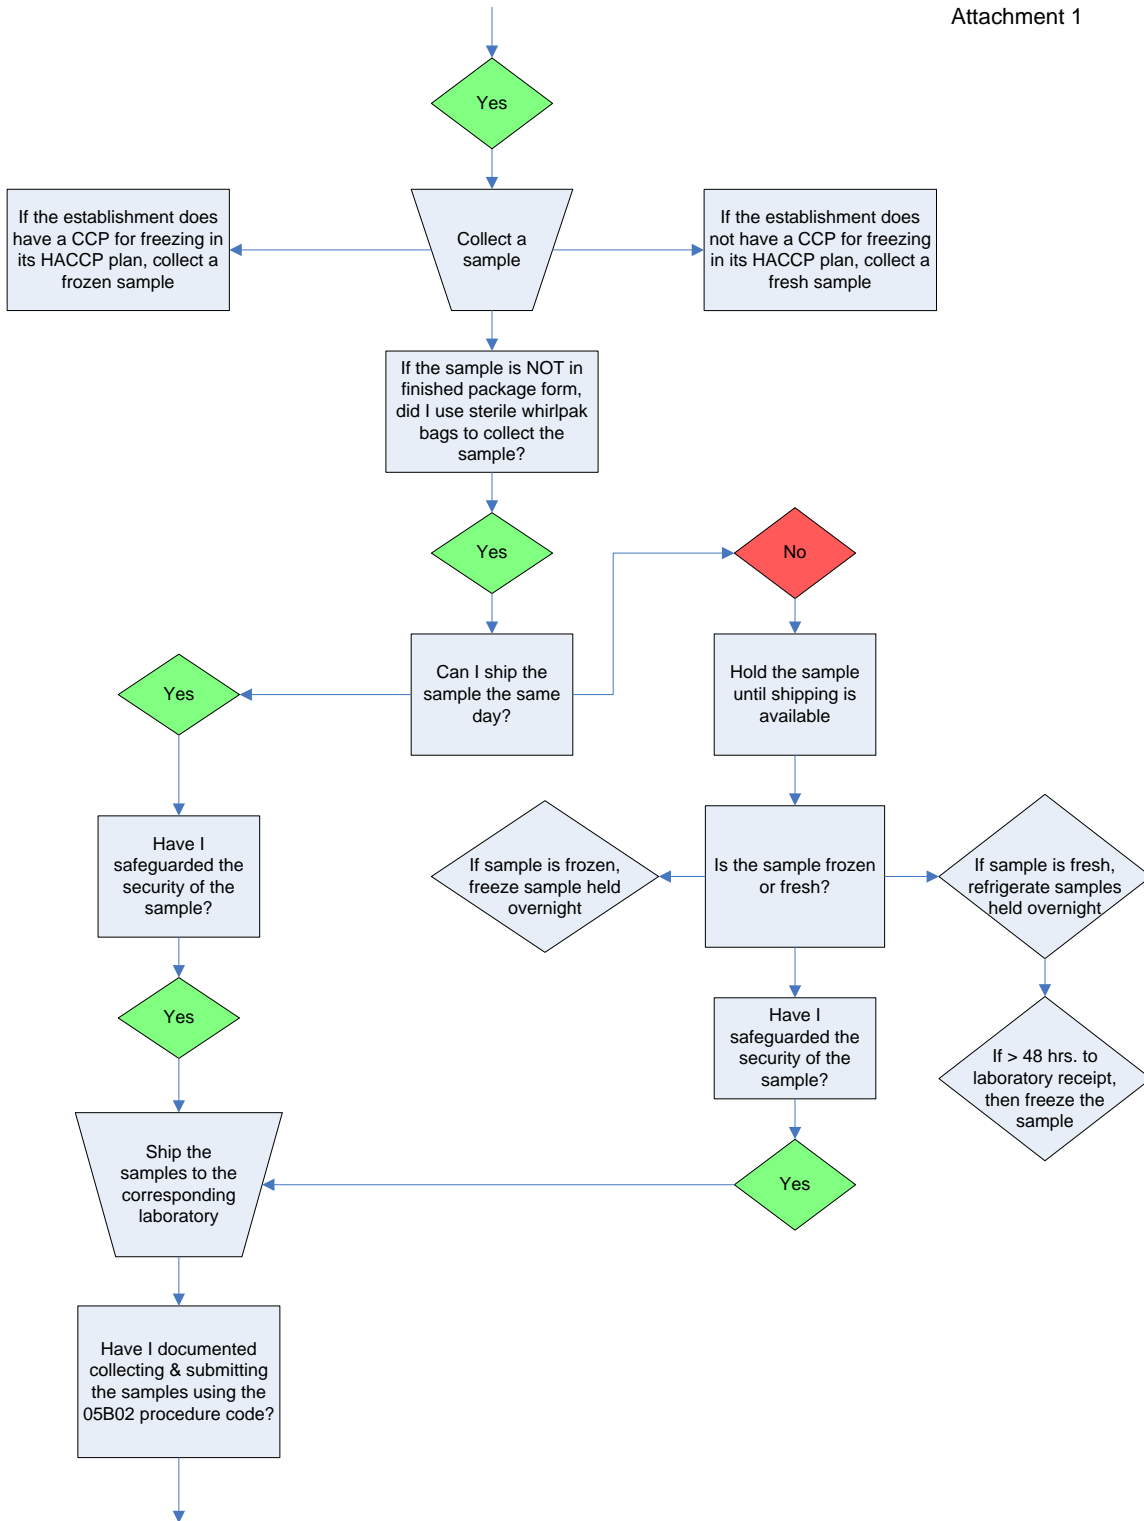 Attachment 1
Yes
If the establishment does
have a CCP for freezing in
its HACCP plan, collect a
frozen sample
Collect a
sample
If the establishment does
not have a CCP for freezing
in its HACCP plan, collect a
fresh sample
If the sample is NOT in
finished package form,
did I use sterile whirlpak
bags to collect the
sample?
Yes
No
Yes
Can I ship the
sample the same
day?
Hold the sample
until shipping is
available
Have I
safeguarded the
security of the
sample?
If sample is frozen,
freeze sample held
overnight
Is the sample frozen
or fresh?
If sample is fresh,
refrigerate samples
held overnight
Yes
Have I
safeguarded the
security of the
sample?
If > 48 hrs. to
laboratory receipt,
then freeze the
sample
Ship the
samples to the
corresponding
laboratory
Yes
Have I documented
collecting & submitting
the samples using the
05B02 procedure code?